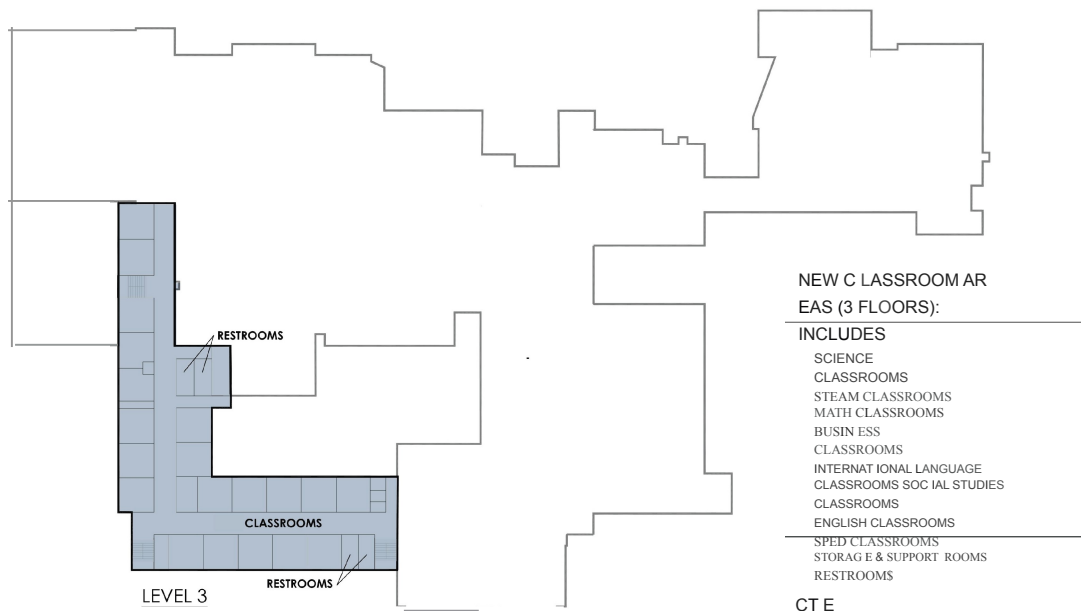 RESTROOMS
CLASSROOMS
RESTROOMS
LEVEL 3
NEW C LASSROOM AR
EAS (3 FLOORS):
INCLUDES
SCIENCE
CLASSROOMS
STEAM CLASSROOMS
MATH CLASSROOMS
BUSIN ESS
CLASSROOMS
INTERNAT IONAL LANGUAGE
CLASSROOMS SOC IAL STUDIES
CLASSROOMS
ENGLISH CLASSROOMS
SPED CLASSROOMS
STORAG E & SUPPORT ROOMS
RESTROOM$
CT E